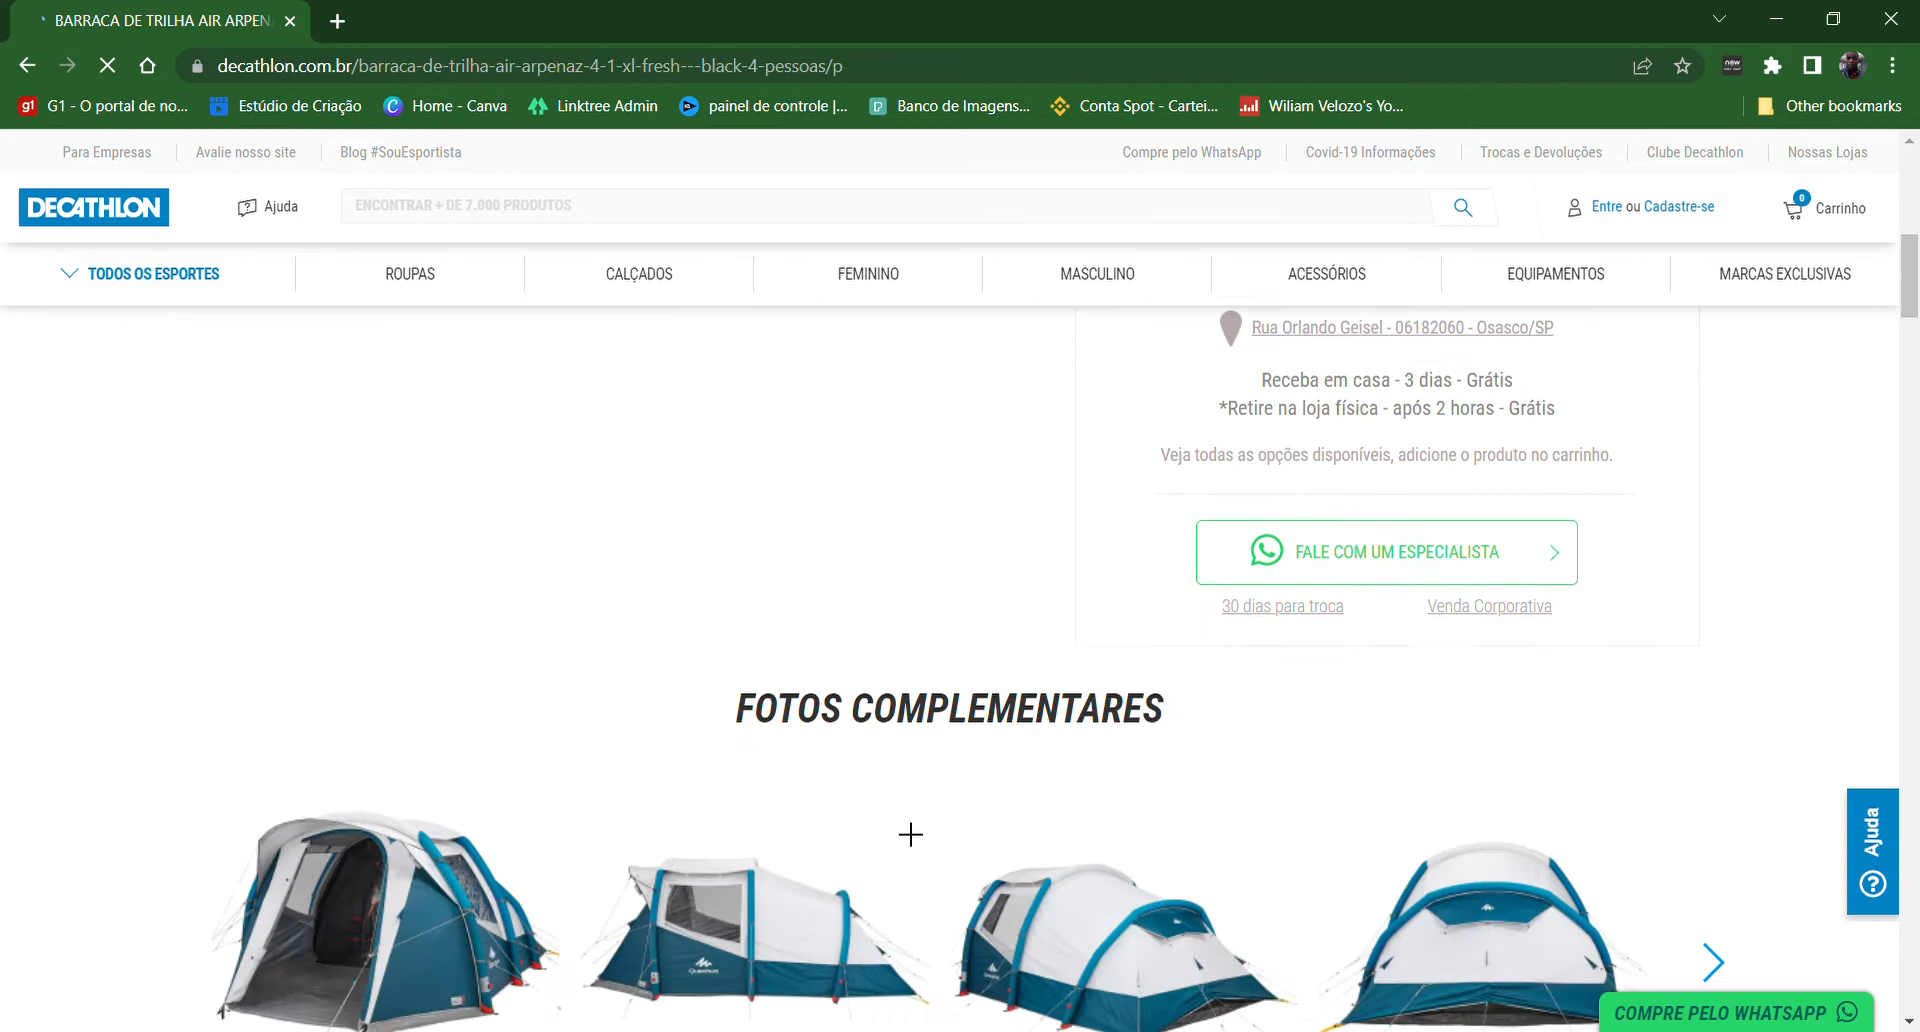 BARRACA DE TRILHA AIR ARPEN
decathlon.com.br/barraca-de-trilha-air-arpenaz-4-1-xl-fresh---black-4-pessoas/p
G1 - O portal de no...
Estúdio de Criação
Home - Canva
Linktree Admin
painel de controle |...
Banco de Imagens...
Conta Spot - Cartei...
Wiliam Velozo's Yo...
Other bookmarks
Para Empresas
Avalie nosso site
Blog #SouEsportista
Compre pelo WhatsApp
Covid-19 Informações
Trocas e Devoluções
Clube Decathlon
Nossas Lojas
DECATHLON
Ajuda
ENCONTRAR + DE 7.000 PRODUTOS
Entre ou Cadastre-se
0
Carrinho
TODOS OS ESPORTES
ROUPAS
CALÇADOS
FEMININO
MASCULINO
ACESSÓRIOS
EQUIPAMENTOS
MARCAS EXCLUSIVAS
Rua Orlando Geisel - 06182060 - Osasco/SP
Receba em casa - 3 dias - Grátis
*Retire na loja física - após 2 horas - Grátis
Veja todas as opções disponíveis, adicione o produto no carrinho.
FALE COM UM ESPECIALISTA
30 dias para troca
Venda Corporativa
FOTOS COMPLEMENTARES
Ajuda
Quechua
COMPRE PELO WHATSAPP